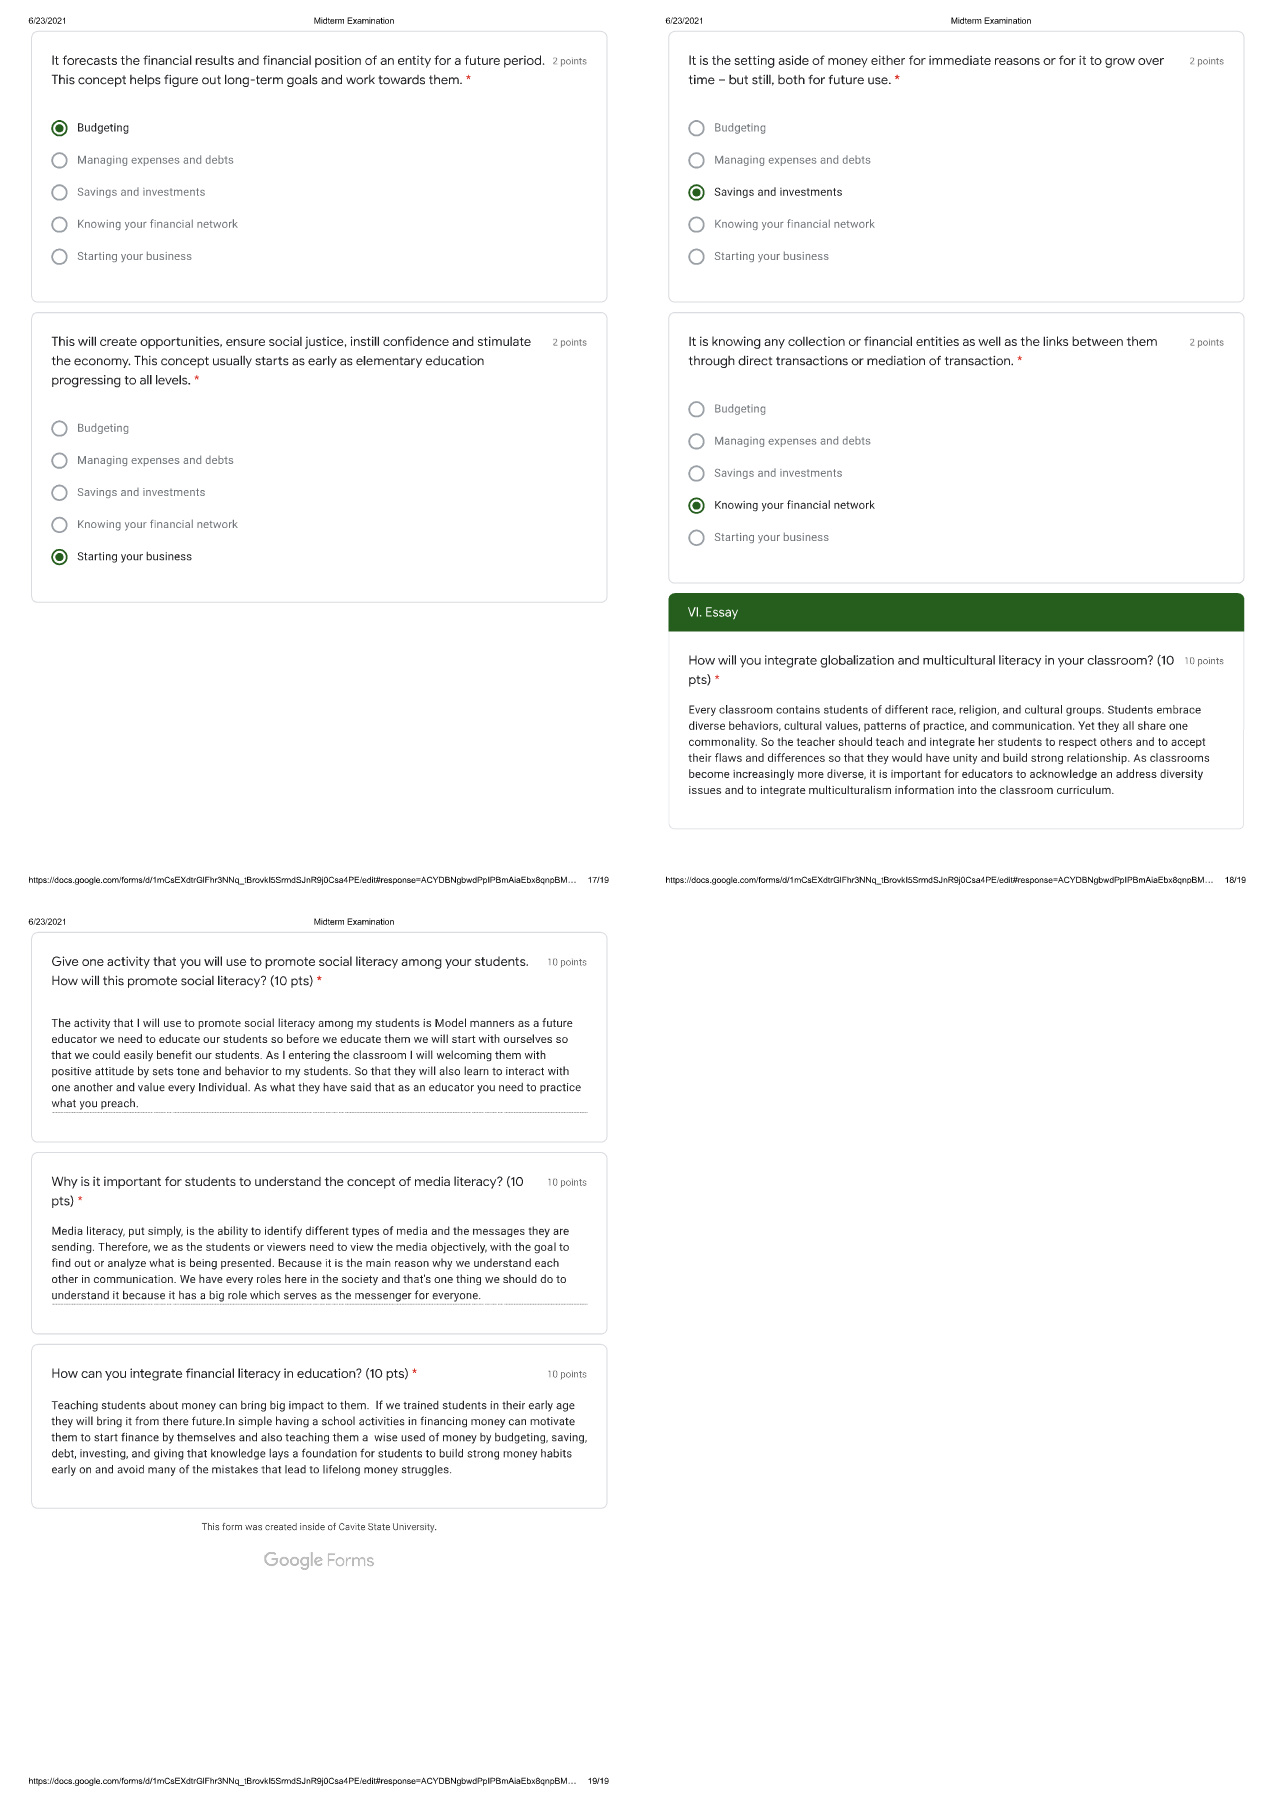 6/23/2021 Midterm Examination
It forecasts the financial results and financial position of an entity for a future period. 2 points
This concept helps figure out long-term goals and work towards them. *
Budgeting
Managing expenses and debts
Savings and investments
Knowing your financial network
Starting your business
This will create opportunities, ensure social justice, instill confidence and stimulate 2 points
the economy. This concept usually starts as early as elementary education
progressing to all levels. *
Budgeting
Managing expenses and debts
Savings and investments
Knowing your financial network
Starting your business
17/19
6/23/2021 Midterm Examination
It is the setting aside of money either for immediate reasons or for it to grow over 2 points
time – but still, both for future use. *
Budgeting
Managing expenses and debts
Savings and investments
Knowing your financial network
Starting your business
It is knowing any collection or financial entities as well as the links between them 2 points
through direct transactions or mediation of transaction. *
Budgeting
Managing expenses and debts
Savings and investments
Knowing your financial network
Starting your business
VI. Essay
How will you integrate globalization and multicultural literacy in your classroom? (10 10 points
pts) *
Every classroom contains students of different race, religion, and cultural groups. Students embrace
diverse behaviors, cultural values, patterns of practice, and communication. Yet they all share one
commonality. So the teacher should teach and integrate her students to respect others and to accept
their flaws and differences so that they would have unity and build strong relationship. As classrooms
become increasingly more diverse, it is important for educators to acknowledge an address diversity
issues and to integrate multiculturalism information into the classroom curriculum.
18/19
6/23/2021 Midterm Examination
Give one activity that you will use to promote social literacy among your students. 10 points
How will this promote social literacy? (10 pts) *
The activity that I will use to promote social literacy among my students is Model manners as a future
educator we need to educate our students so before we educate them we will start with ourselves so
that we could easily benefit our students. As I entering the classroom I will welcoming them with
positive attitude by sets tone and behavior to my students. So that they will also learn to interact with
one another and value every Individual. As what they have said that as an educator you need to practice
what you preach.
Why is it important for students to understand the concept of media literacy? (10 10 points
pts) *
Media literacy, put simply, is the ability to identify different types of media and the messages they are
sending. Therefore, we as the students or viewers need to view the media objectively, with the goal to
find out or analyze what is being presented. Because it is the main reason why we understand each
other in communication. We have every roles here in the society and that's one thing we should do to
understand it because it has a big role which serves as the messenger for everyone.
How can you integrate financial literacy in education? (10 pts) * 10 points
Teaching students about money can bring big impact to them. If we trained students in their early age
they will bring it from there future.In simple having a school activities in financing money can motivate
them to start finance by themselves and also teaching them a wise used of money by budgeting, saving,
debt, investing, and giving that knowledge lays a foundation for students to build strong money habits
early on and avoid many of the mistakes that lead to lifelong money struggles.
This form was created inside of Cavite State University.
Google Forms
19/19